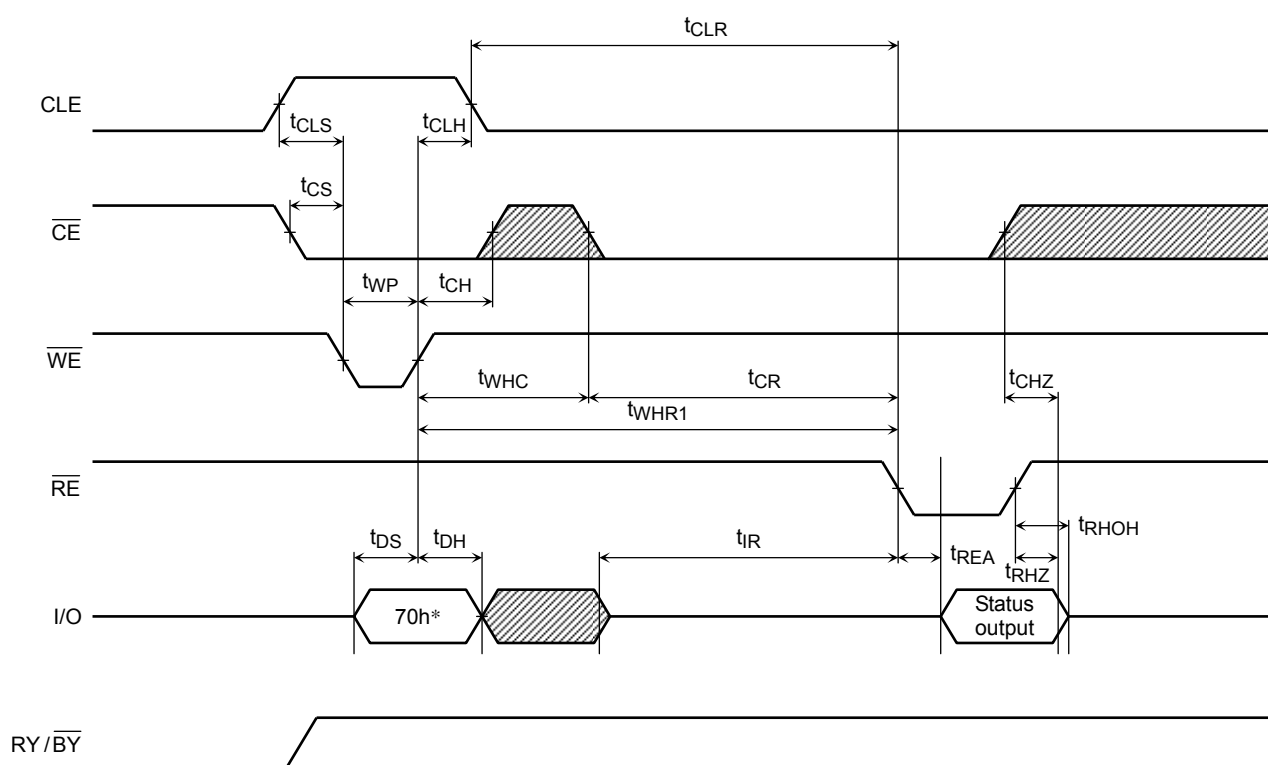 tCLR
CLE
tCLS
tCLH
tCS
CE
tWP
tCH
WE
tWHC
tCR
tCHZ
tWHR1
RE
tDS
tDH
tIR
tREA
tRHOH
tRHZ
I/O
70h*
Status
output
RY/BY